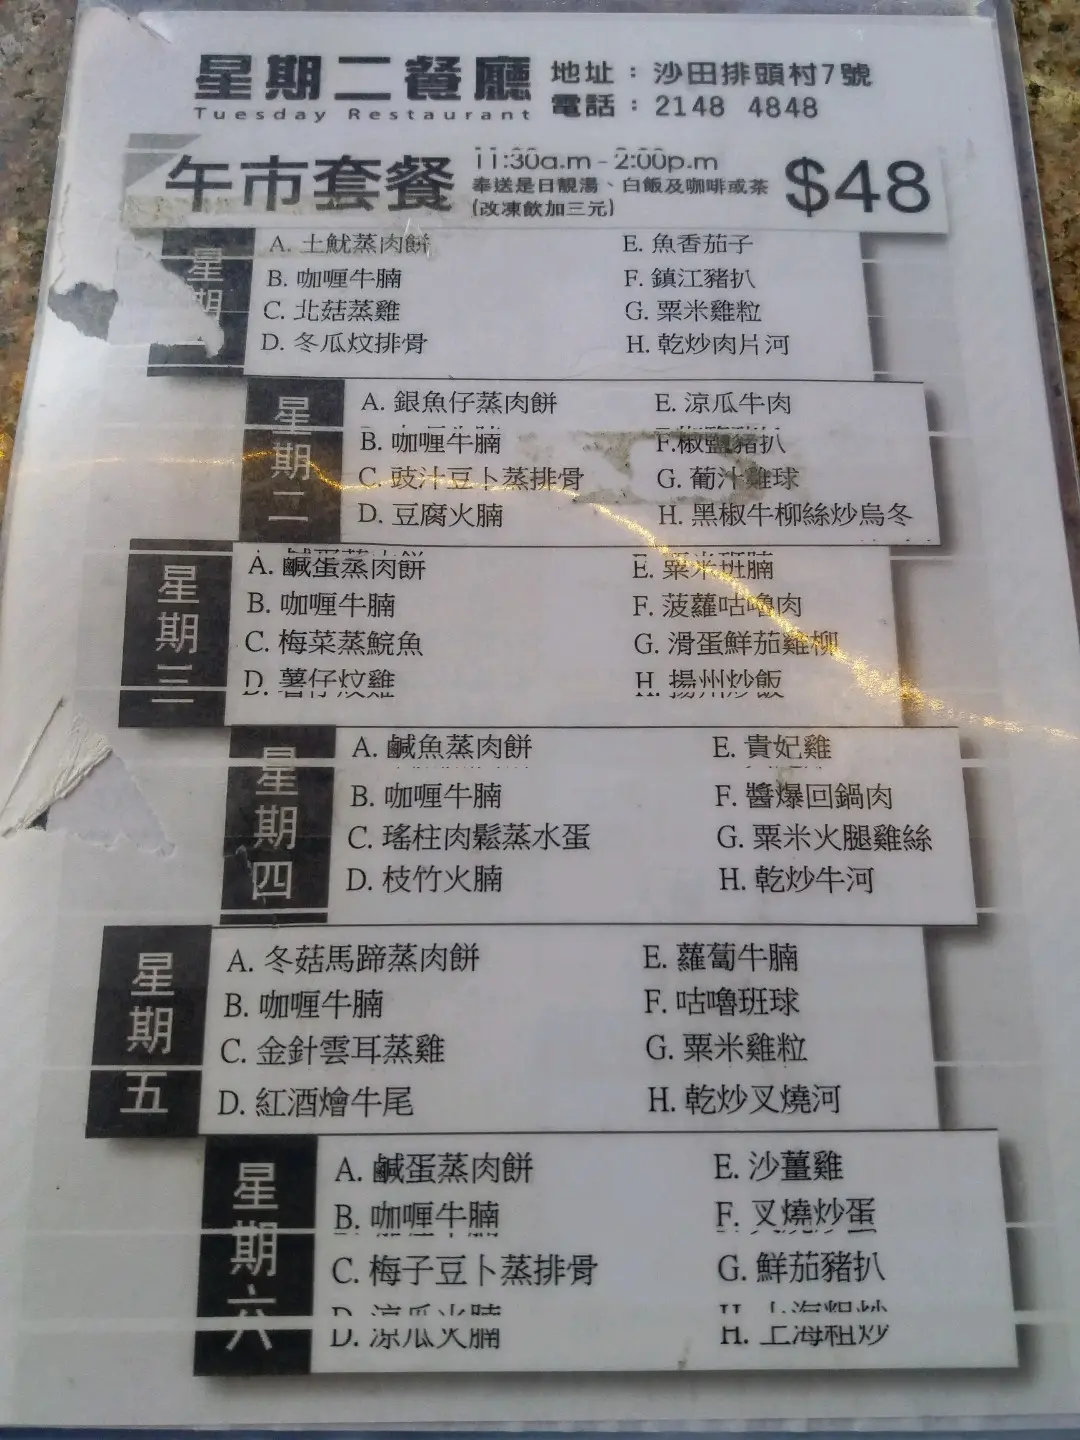 星期二餐廳
Tuesday Restaurant
地址：沙田排頭村7號
電話：2148 4848
午市套餐
11:30a.m - 2:00p.m
奉送是日靚湯、白飯及咖啡或茶
(改凍飲加三元)
$48
星期
A. 土魷蒸肉餅
B. 咖喱牛腩
C. 北菇蒸雞
D. 冬瓜炆排骨
E. 魚香茄子
F. 鎮江豬扒
G. 粟米雞粒
H. 乾炒肉片河
星期二
A. 銀魚仔蒸肉餅
B. 咖喱牛腩
C. 豉汁豆卜蒸排骨
D. 豆腐火腩
E. 涼瓜牛肉
F.椒鹽豬扒
G. 葡汁雞球
H. 黑椒牛柳絲炒烏冬
星期三
A. 鹹蛋蒸肉餅
B. 咖喱牛腩
C. 梅菜蒸鯇魚
D. 薯仔炆雞
E. 粟米班腩
F. 菠蘿咕嚕肉
G. 滑蛋鮮茄雞柳
H. 揚州炒飯
星期四
A. 鹹魚蒸肉餅
B. 咖喱牛腩
C. 瑤柱肉鬆蒸水蛋
D. 枝竹火腩
E. 貴妃雞
F. 醬爆回鍋肉
G. 粟米火腿雞絲
H. 乾炒牛河
星期五
A. 冬菇馬蹄蒸肉餅
B. 咖喱牛腩
C. 金針雲耳蒸雞
D. 紅酒燴牛尾
E. 蘿蔔牛腩
F. 咕嚕班球
G. 粟米雞粒
H. 乾炒叉燒河
星期六
A. 鹹蛋蒸肉餅
B. 咖喱牛腩
C. 梅子豆卜蒸排骨
D. 涼瓜火腩
E. 沙薑雞
F. 叉燒炒蛋
G. 鮮茄豬扒
H. 上海粗炒